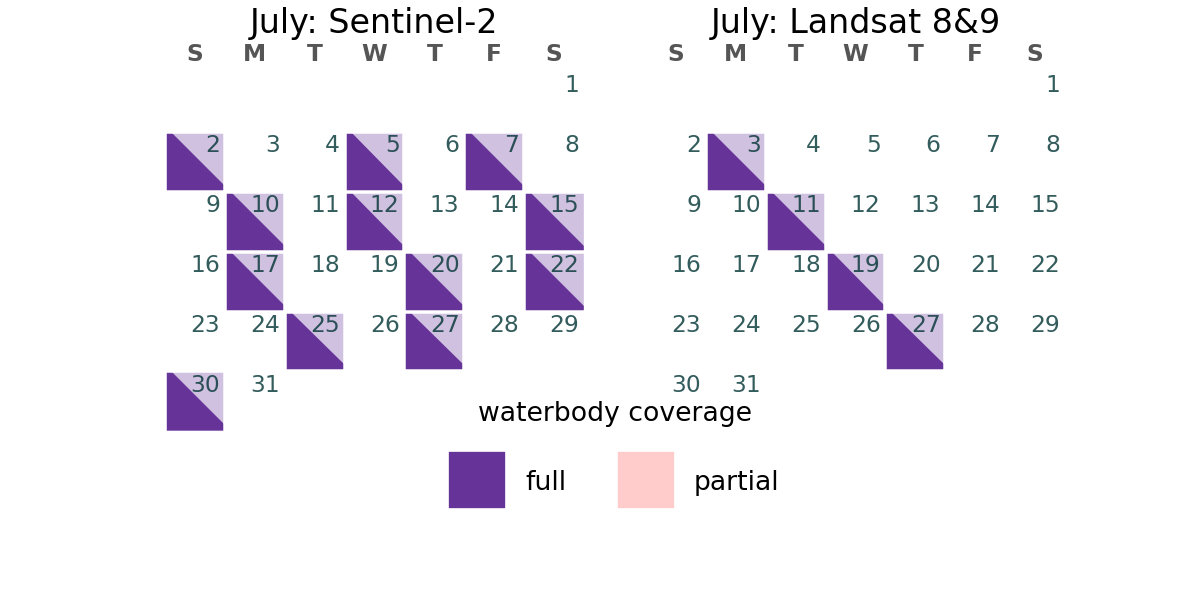 July: Sentinel-2
S M T W T F S
1
2 3 4 5 6 7 8
9 10 11 12 13 14 15
16 17 18 19 20 21 22
23 24 25 26 27 28 29
30 31
July: Landsat 8&9
S M T W T F S
1
2 3 4 5 6 7 8
9 10 11 12 13 14 15
16 17 18 19 20 21 22
23 24 25 26 27 28 29
30 31
waterbody coverage
full partial